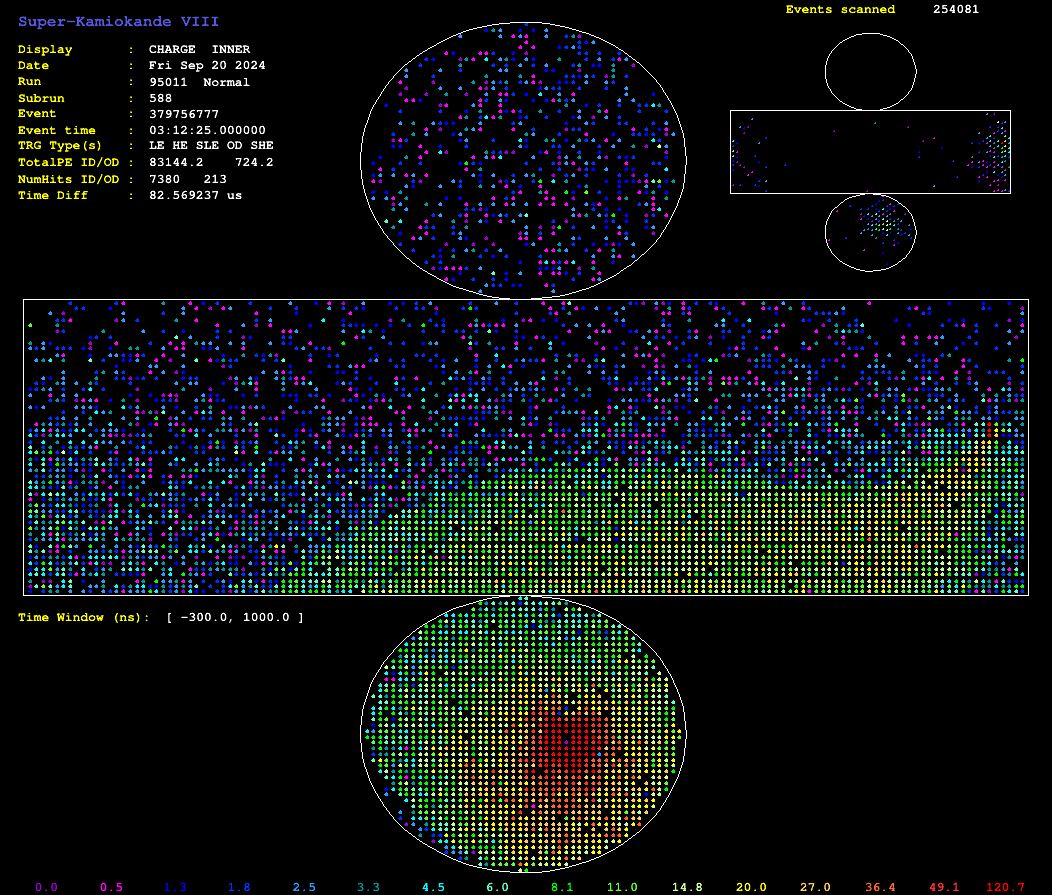 Super-Kamiokande VIII
Events scanned 254081
Display : CHARGE INNER
Date : Fri Sep 20 2024
Run : 95011 Normal
Subrun : 588
Event : 379756777
Event time : 03:12:25.000000
TRG Type(s) : LE HE SLE OD SHE
TotalPE ID/OD : 83144.2 724.2
NumHits ID/OD : 7380 213
Time Diff : 82.569237 us
Time Window (ns): [ -300.0, 1000.0 ]
0.0 0.5 1.3 1.8 2.5 3.3 4.5 6.0 8.1 11.0 14.8 20.0 27.0 36.4 49.1 120.7